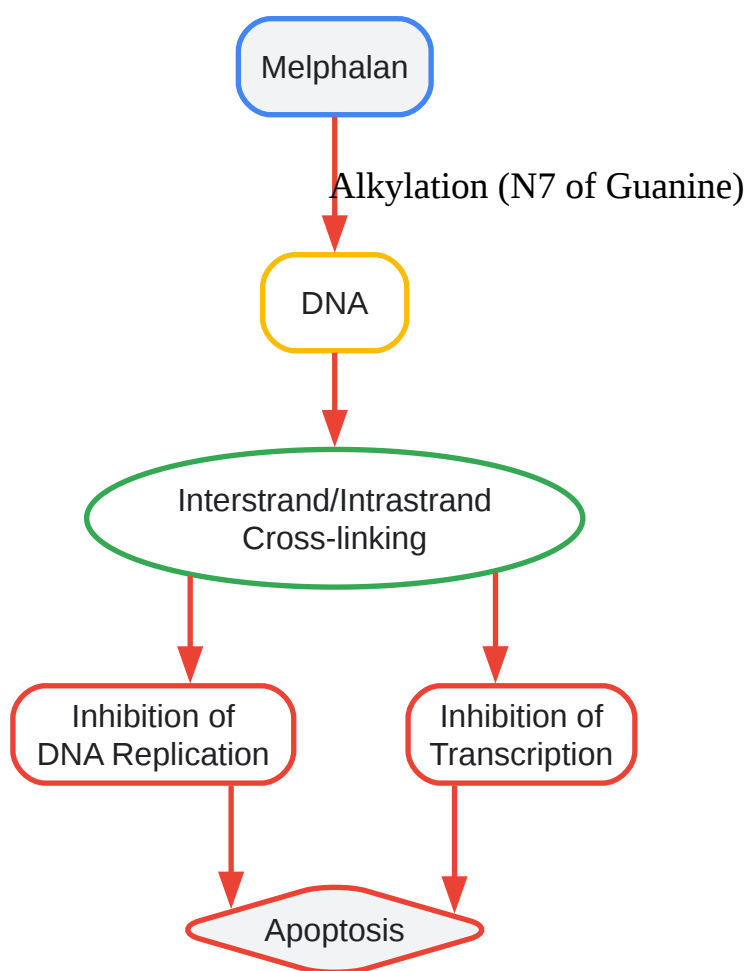 Melphalan
Alkylation (N7 of Guanine)
DNA
Interstrand/Intrastrand
Cross-linking
Inhibition of
DNA Replication
Inhibition of
Transcription
Apoptosis